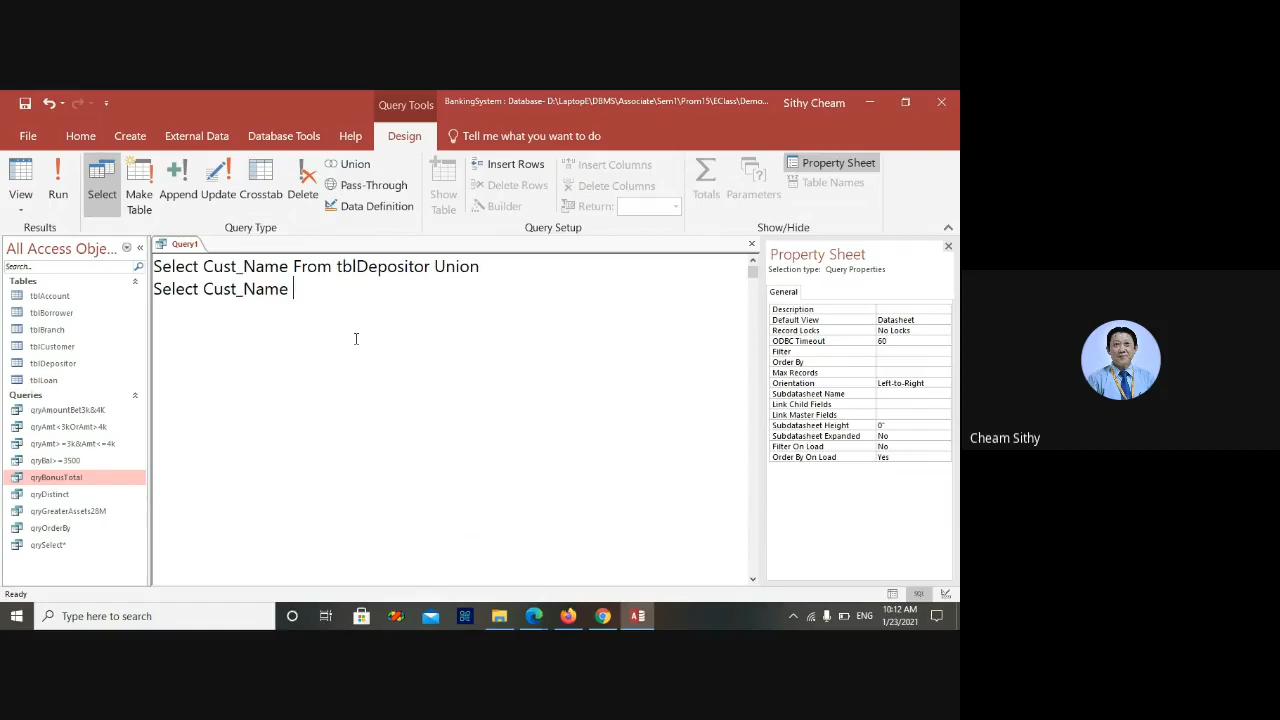 Query Tools
BankingSystem : Database- D:\LaptopE\DBMS\Associate\Sem1\Prom15\EClass\Demo...
Sithy Cheam
File
Home
Create
External Data
Database Tools
Help
Design
Tell me what you want to do
View
Run
Select
Make
Table
Append
Update
Crosstab
Delete
Union
Pass-Through
Data Definition
Show
Table
Insert Rows
Delete Rows
Builder
Insert Columns
Delete Columns
Return:
Totals
Parameters
Property Sheet
Table Names
Results
Query Type
Query Setup
Show/Hide
All Access Obje...
Search...
Tables
tblAccount
tblBorrower
tblBranch
tblCustomer
tblDepositor
tblLoan
Queries
qryAmountBet3k&4K
qryAmt<3kOrAmt>4k
qryAmt>=3k&Amt<=4k
qryBal>=3500
qryBonusTotal
qryDistinct
qryGreaterAssets28M
qryOrderBy
qrySelect*
Query1
Select Cust_Name From tblDepositor Union
Select Cust_Name
Property Sheet
Selection type: Query Properties
General
Description
Default View Datasheet
Record Locks No Locks
ODBC Timeout 60
Filter
Order By
Max Records
Orientation Left-to-Right
Subdatasheet Name
Link Child Fields
Link Master Fields
Subdatasheet Height 0"
Subdatasheet Expanded No
Filter On Load No
Order By On Load Yes
Ready
SQL
Type here to search
ENG
10:12 AM
1/23/2021
Cheam Sithy